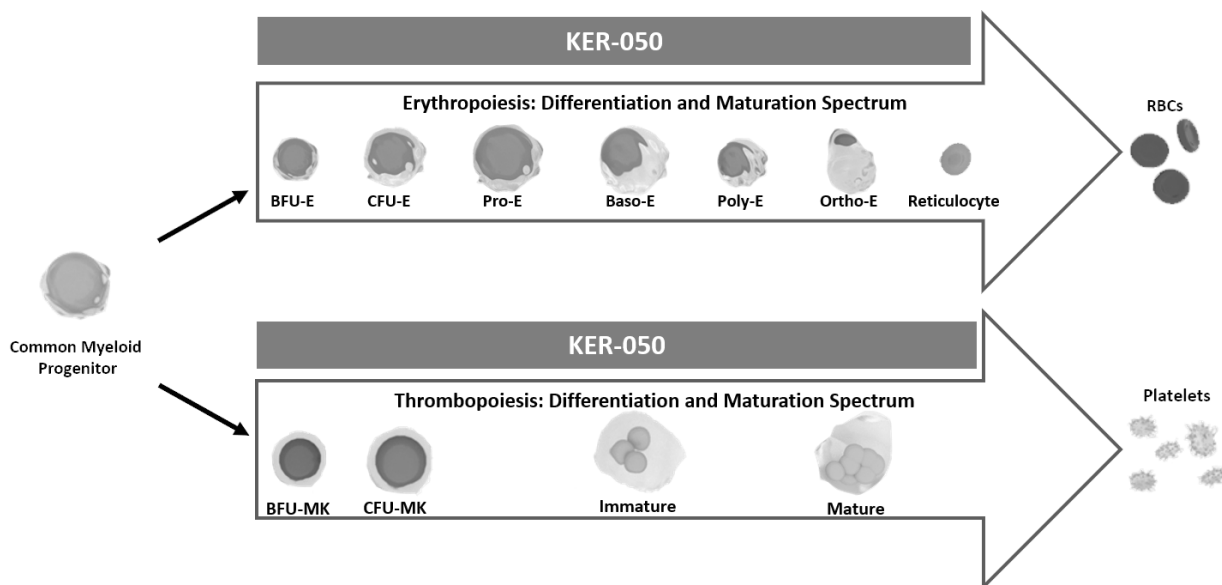 KER-050
Erythropoiesis: Differentiation and Maturation Spectrum
RBCs
BFU-E
CFU-E
Pro-E
Baso-E
Poly-E
Ortho-E
Reticulocyte
Common Myeloid
Progenitor
KER-050
Thrombopoiesis: Differentiation and Maturation Spectrum
Platelets
BFU-MK
CFU-MK
Immature
Mature